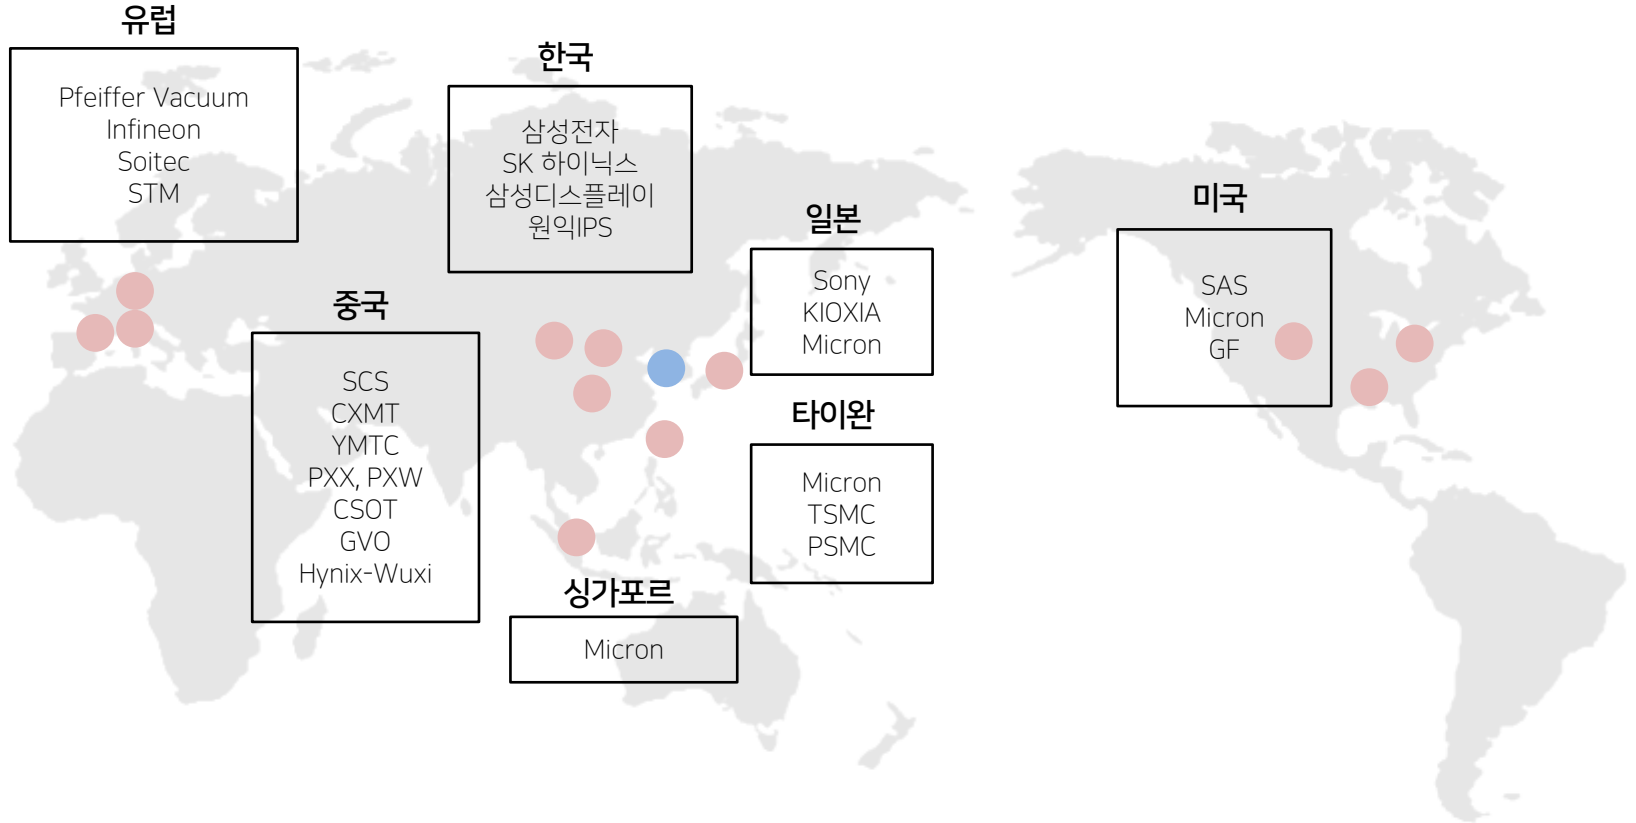 유럽
Pfeiffer Vacuum
Infineon
Soitec
STM
한국
삼성전자
SK 하이닉스
삼성디스플레이
원익IPS
일본
Sony
KIOXIA
Micron
미국
SAS
Micron
GF
중국
SCS
CXMT
YMTC
PXX, PXW
CSOT
GVO
Hynix-Wuxi
타이완
Micron
TSMC
PSMC
싱가포르
Micron